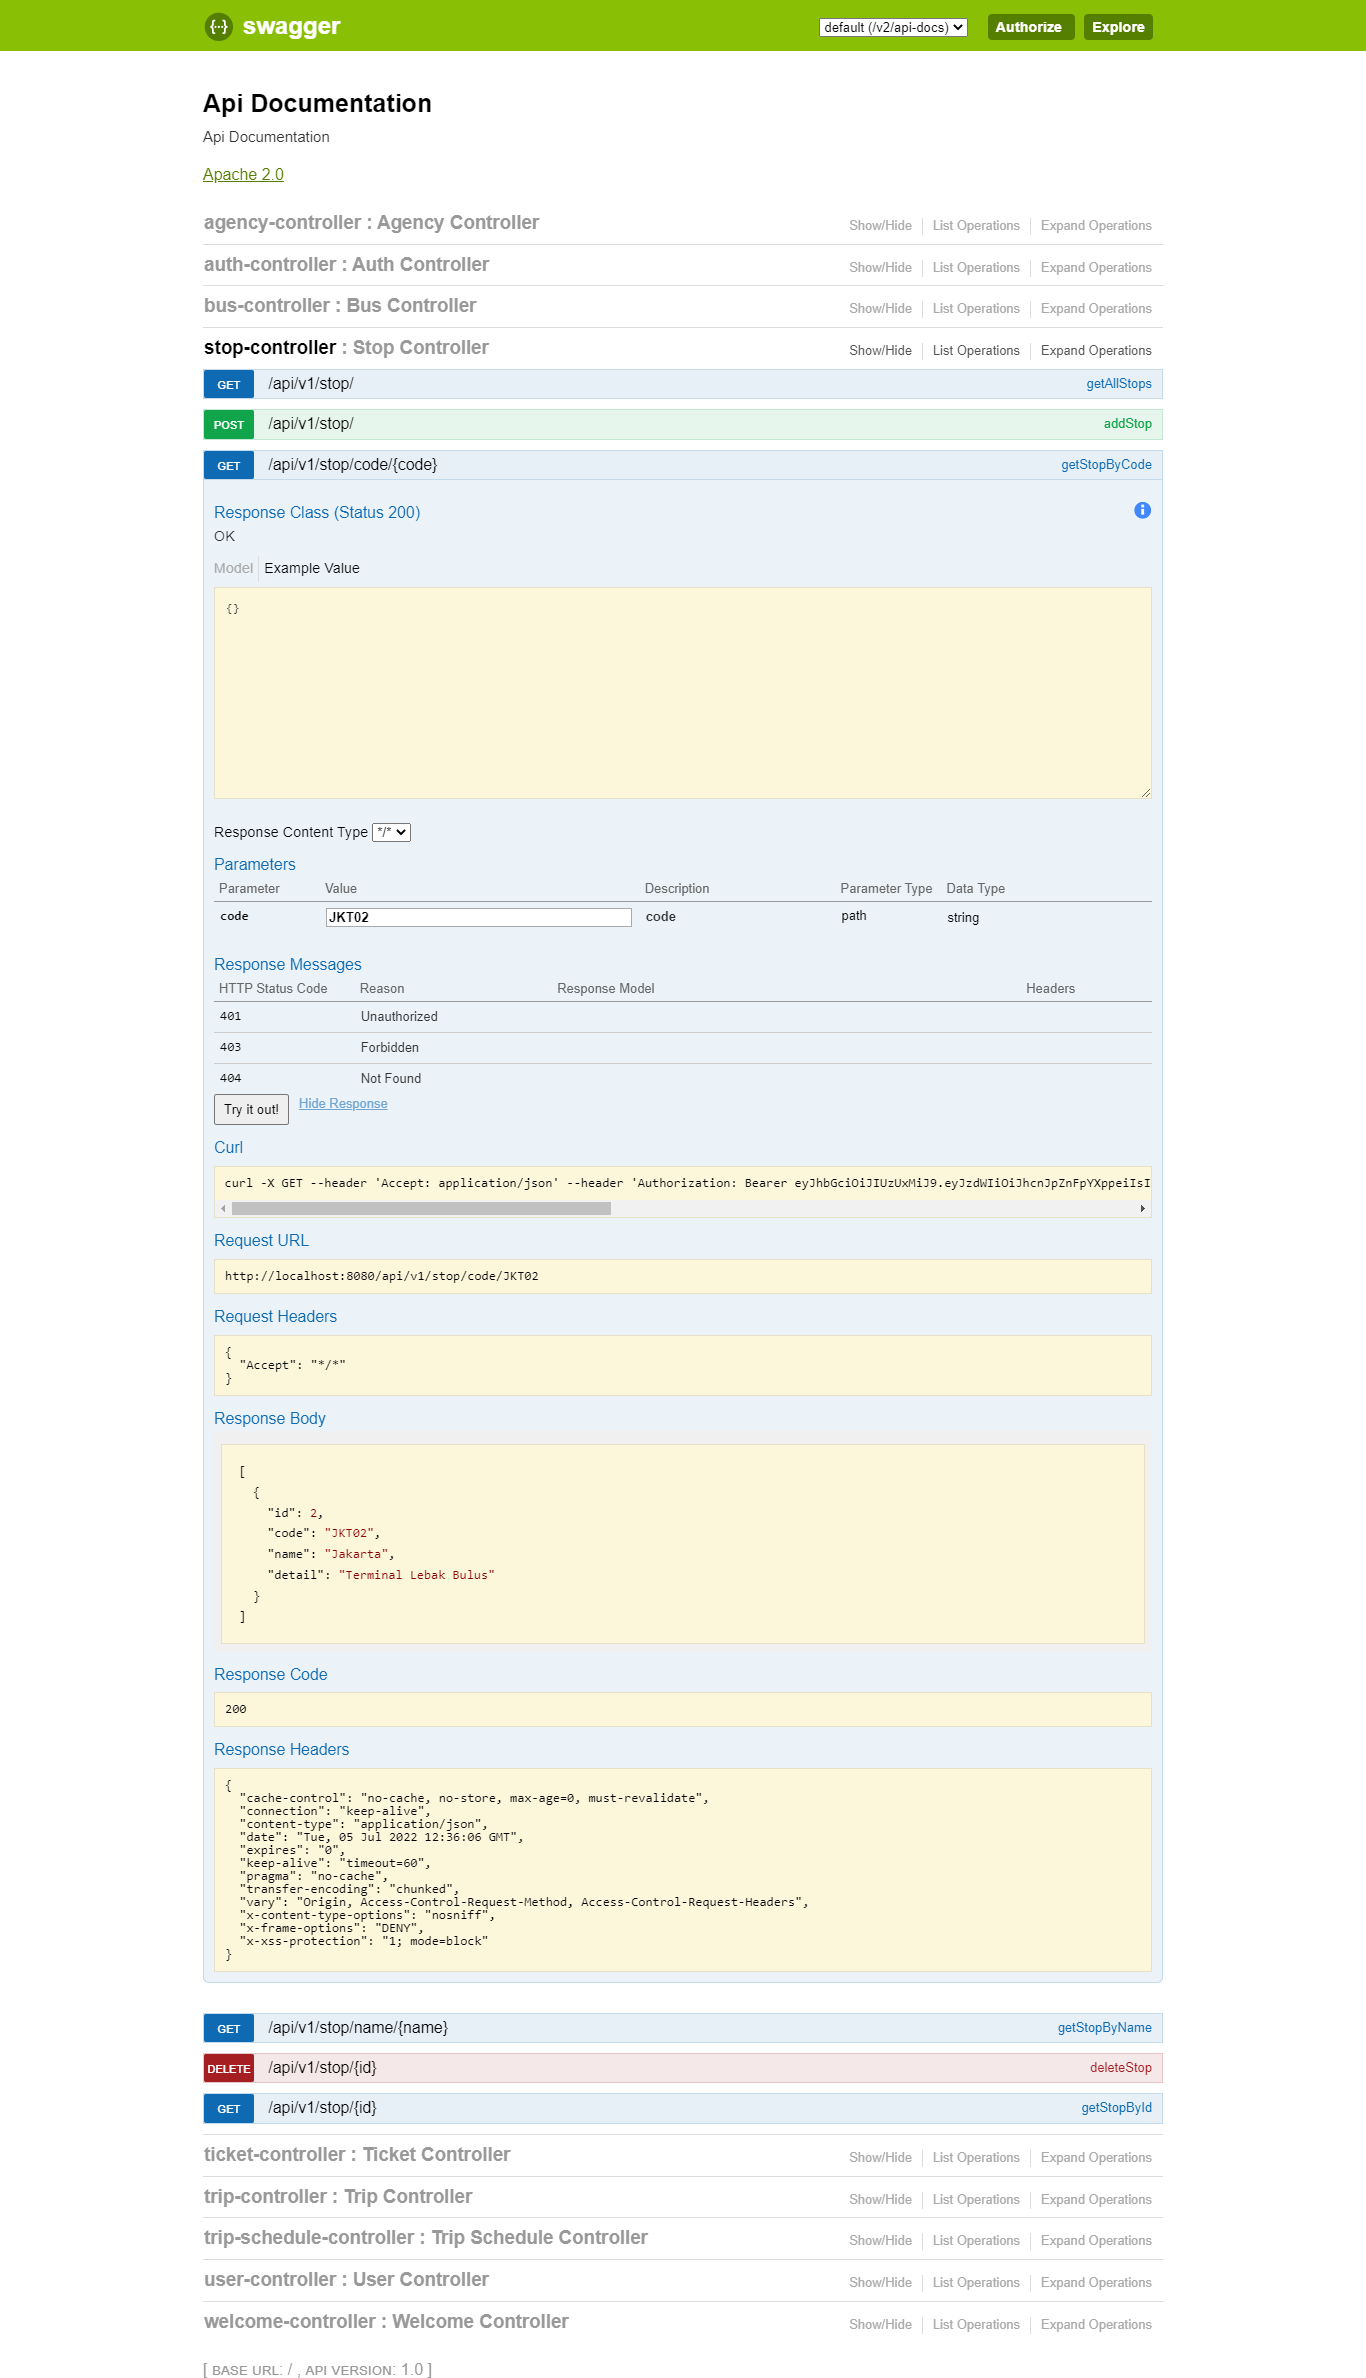 swagger default (/v2/api-docs) Authorize Explore
Api Documentation
Api Documentation
Apache 2.0
agency-controller : Agency Controller Show/Hide List Operations Expand Operations
auth-controller : Auth Controller Show/Hide List Operations Expand Operations
bus-controller : Bus Controller Show/Hide List Operations Expand Operations
stop-controller : Stop Controller Show/Hide List Operations Expand Operations
GET /api/v1/stop/ getAllStops
POST /api/v1/stop/ addStop
GET /api/v1/stop/code/{code} getStopByCode
Response Class (Status 200)
OK
Model Example Value
{}
Response Content Type */*
Parameters
Parameter Value Description Parameter Type Data Type
code JKT02 code path string
Response Messages
HTTP Status Code Reason Response Model Headers
401 Unauthorized
403 Forbidden
404 Not Found
Try it out! Hide Response
Curl
curl -X GET --header 'Accept: application/json' --header 'Authorization: Bearer eyJhbGciOiJIUzUxMiJ9.eyJzdWIiOiJhcnJpZnFpYXppeiIsI
Request URL
http://localhost:8080/api/v1/stop/code/JKT02
Request Headers
{
"Accept": "*/*"
}
Response Body
[
{
"id": 2,
"code": "JKT02",
"name": "Jakarta",
"detail": "Terminal Lebak Bulus"
}
]
Response Code
200
Response Headers
{
"cache-control": "no-cache, no-store, max-age=0, must-revalidate",
"connection": "keep-alive",
"content-type": "application/json",
"date": "Tue, 05 Jul 2022 12:36:06 GMT",
"expires": "0",
"keep-alive": "timeout=60",
"pragma": "no-cache",
"transfer-encoding": "chunked",
"vary": "Origin, Access-Control-Request-Method, Access-Control-Request-Headers",
"x-content-type-options": "nosniff",
"x-frame-options": "DENY",
"x-xss-protection": "1; mode=block"
}
GET /api/v1/stop/name/{name} getStopByName
DELETE /api/v1/stop/{id} deleteStop
GET /api/v1/stop/{id} getStopById
ticket-controller : Ticket Controller Show/Hide List Operations Expand Operations
trip-controller : Trip Controller Show/Hide List Operations Expand Operations
trip-schedule-controller : Trip Schedule Controller Show/Hide List Operations Expand Operations
user-controller : User Controller Show/Hide List Operations Expand Operations
welcome-controller : Welcome Controller Show/Hide List Operations Expand Operations
[ BASE URL: / , API VERSION: 1.0 ]